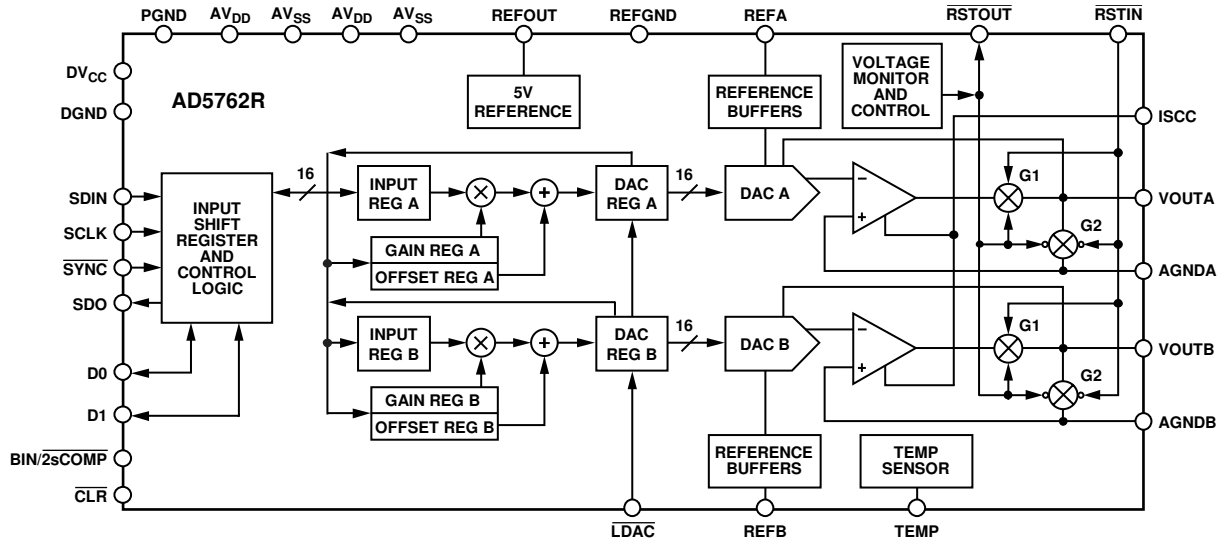 PGND
AVDD
AVSS
AVDD
AVSS
REFOUT
REFGND
REFA
RSTOUT
RSTIN
DVCC
DGND
AD5762R
5V
REFERENCE
REFERENCE
BUFFERS
VOLTAGE
MONITOR
AND
CONTROL
ISCC
SDIN
SCLK
SYNC
SDO
INPUT
SHIFT
REGISTER
AND
CONTROL
LOGIC
16
INPUT
REG A
×
+
DAC
REG A
16
DAC A
−
+
G1
G2
VOUTA
AGNDA
GAIN REG A
OFFSET REG A
INPUT
REG B
×
+
DAC
REG B
16
DAC B
−
+
G1
G2
VOUTB
AGNDB
GAIN REG B
OFFSET REG B
D0
D1
BIN/2sCOMP
CLR
REFERENCE
BUFFERS
TEMP
SENSOR
LDAC
REFB
TEMP